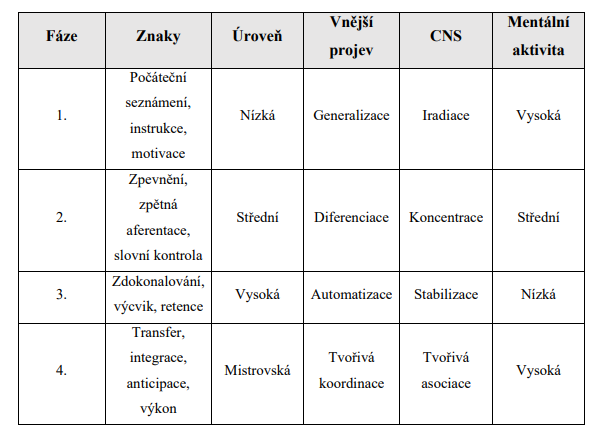 Fáze Znaky Úroveň Vnější projev CNS Mentální aktivita
1.
Počáteční
seznámení,
instrukce,
motivace
Nízká
Generalizace
Iradiace
Vysoká
2.
Zpevnění,
zpětná
aferentace,
slovní kontrola
Střední
Diferenciace
Koncentrace
Střední
3.
Zdokonalování,
výcvik, retence
Vysoká
Automatizace
Stabilizace
Nízká
4.
Transfer,
integrace,
anticipace,
výkon
Mistrovská
Tvořivá
koordinace
Tvořivá
asociace
Vysoká